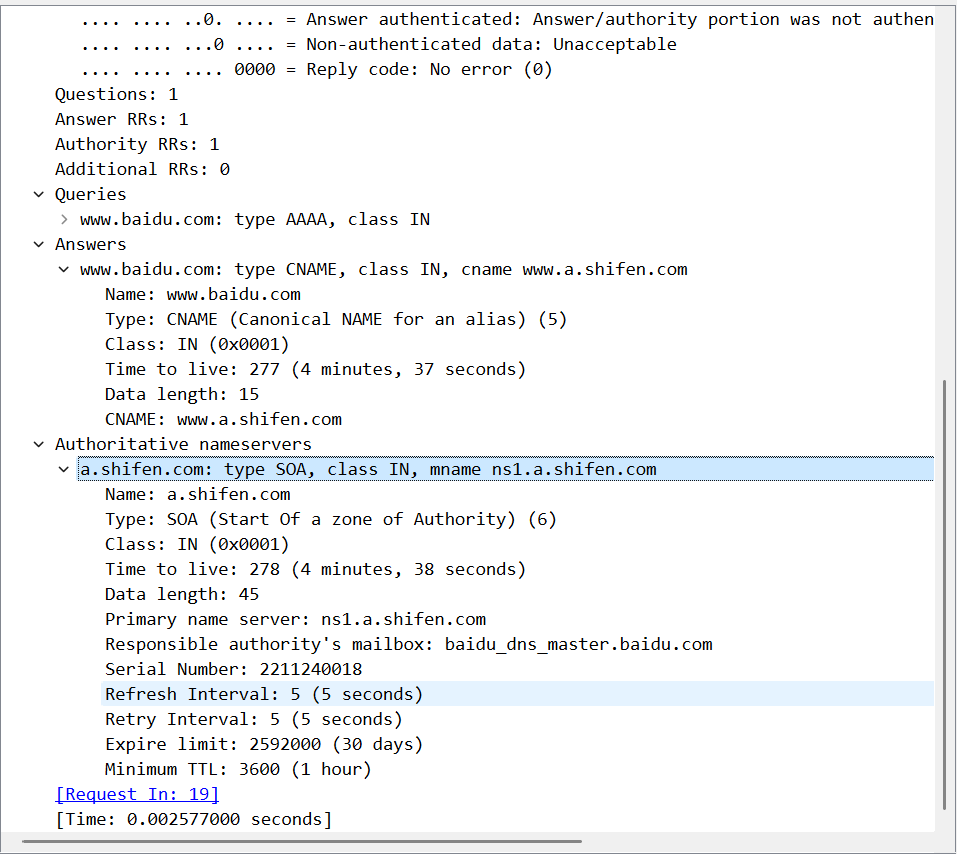 .... .... ..0. .... = Answer authenticated: Answer/authority portion was not authen
.... .... ...0 .... = Non-authenticated data: Unacceptable
.... .... .... 0000 = Reply code: No error (0)
Questions: 1
Answer RRs: 1
Authority RRs: 1
Additional RRs: 0
Queries
www.baidu.com: type AAAA, class IN
Answers
www.baidu.com: type CNAME, class IN, cname www.a.shifen.com
Name: www.baidu.com
Type: CNAME (Canonical NAME for an alias) (5)
Class: IN (0x0001)
Time to live: 277 (4 minutes, 37 seconds)
Data length: 15
CNAME: www.a.shifen.com
Authoritative nameservers
a.shifen.com: type SOA, class IN, mname ns1.a.shifen.com
Name: a.shifen.com
Type: SOA (Start Of a zone of Authority) (6)
Class: IN (0x0001)
Time to live: 278 (4 minutes, 38 seconds)
Data length: 45
Primary name server: ns1.a.shifen.com
Responsible authority's mailbox: baidu_dns_master.baidu.com
Serial Number: 2211240018
Refresh Interval: 5 (5 seconds)
Retry Interval: 5 (5 seconds)
Expire limit: 2592000 (30 days)
Minimum TTL: 3600 (1 hour)
[Request In: 19]
[Time: 0.002577000 seconds]